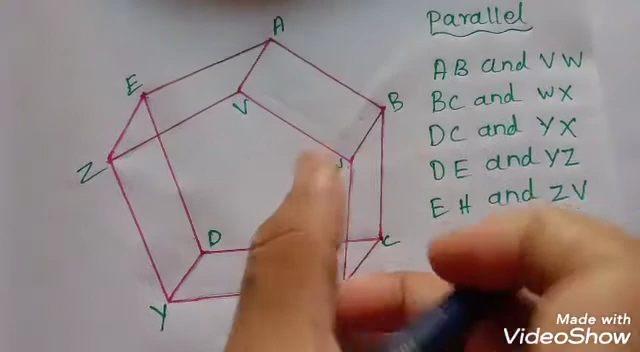 Parallel
AB and VW
BC and WX
DC and YX
DE and YZ
EH and ZV
A
E
B
V
Z
D
C
Y
Made with
VideoShow